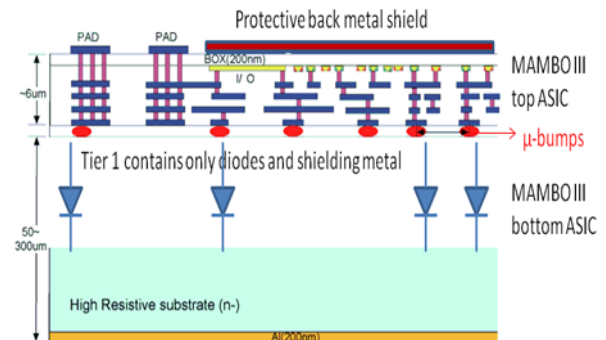 Protective back metal shield
PAD
PAD
BOX(200nm)
I/ O
~6um
MAMBO III
top ASIC
μ-bumps
Tier 1 contains only diodes and shielding metal
MAMBO III
bottom ASIC
50~
300um
High Resistive substrate (n-)
Al(200nm)